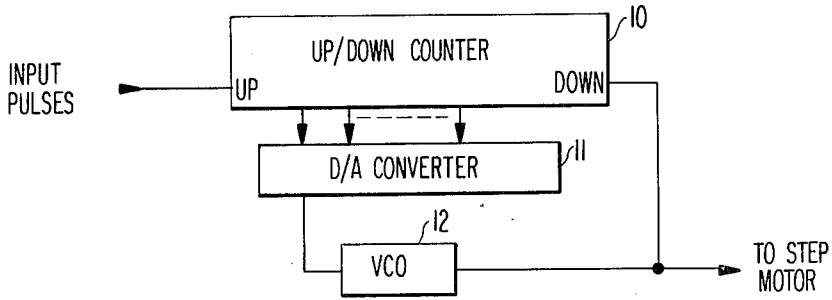 10
UP/DOWN COUNTER
INPUT
PULSES
UP
DOWN
D/A CONVERTER
11
12
VCO
TO STEP
MOTOR